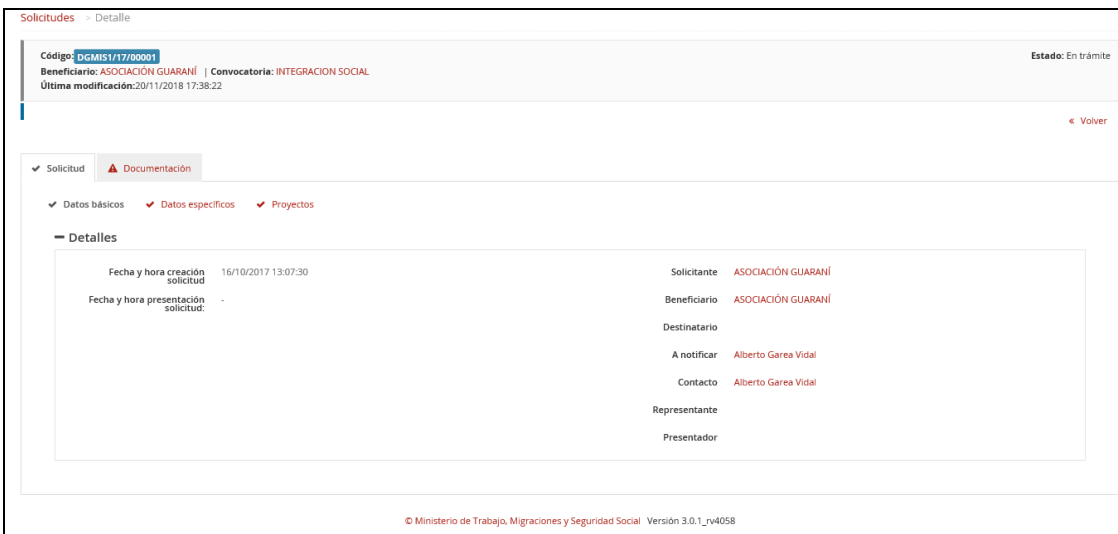 Solicitudes > Detalle
Código: DGMIS1/17/00001 Estado: En trámite
Beneficiario: ASOCIACIÓN GUARANÍ | Convocatoria: INTEGRACION SOCIAL
Última modificación:20/11/2018 17:38:22
« Volver
Solicitud Documentación
Datos básicos Datos específicos Proyectos
Detalles
Fecha y hora creación solicitud 16/10/2017 13:07:30
Fecha y hora presentación solicitud: -
Solicitante ASOCIACIÓN GUARANÍ
Beneficiario ASOCIACIÓN GUARANÍ
Destinatario
A notificar Alberto Garea Vidal
Contacto Alberto Garea Vidal
Representante
Presentador
© Ministerio de Trabajo, Migraciones y Seguridad Social Versión 3.0.1_rv4058